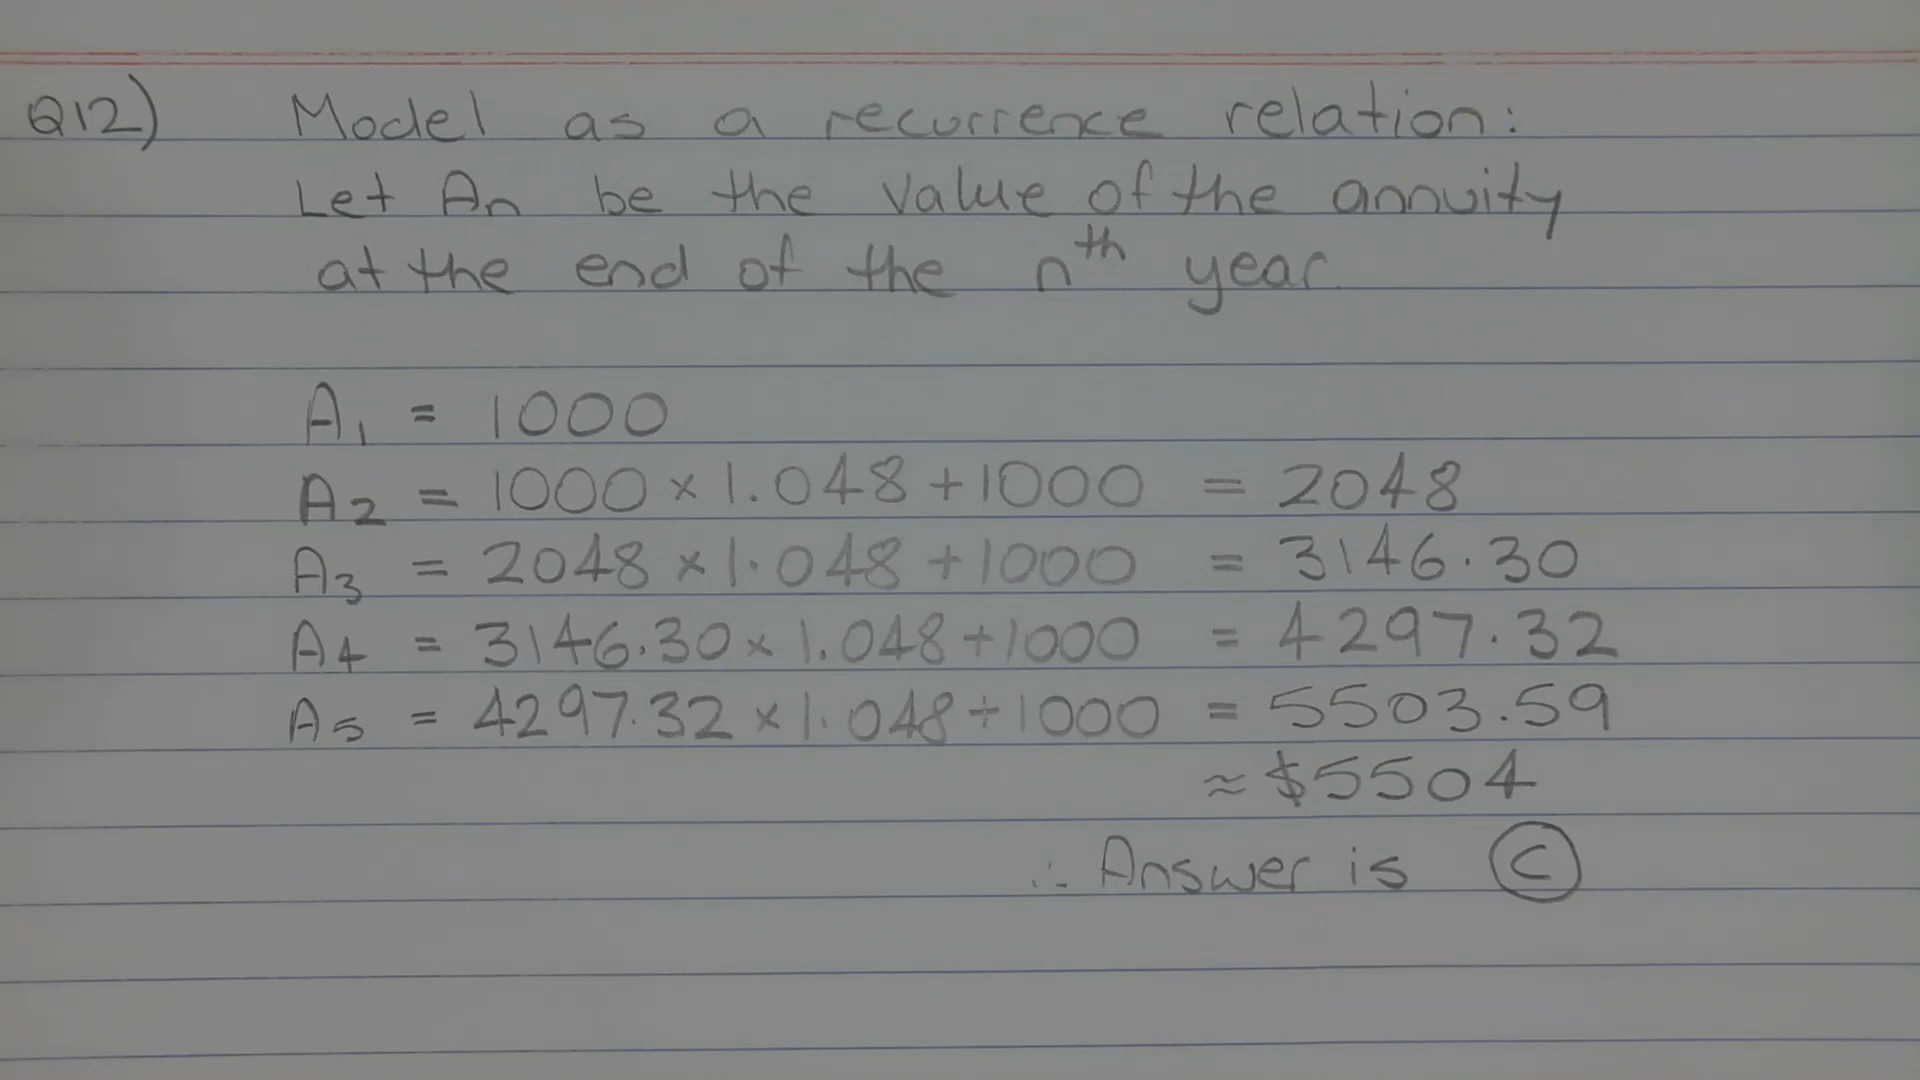 Q12) Model as a recurrence relation:
Let An be the value of the annuity
at the end of the nth year
A1 = 1000
A2 = 1000 × 1.048 + 1000 = 2048
A3 = 2048 × 1.048 + 1000 = 3146.30
A4 = 3146.30 × 1.048 + 1000 = 4297.32
A5 = 4297.32 × 1.048 + 1000 = 5503.59
≈ $5504
∴ Answer is C